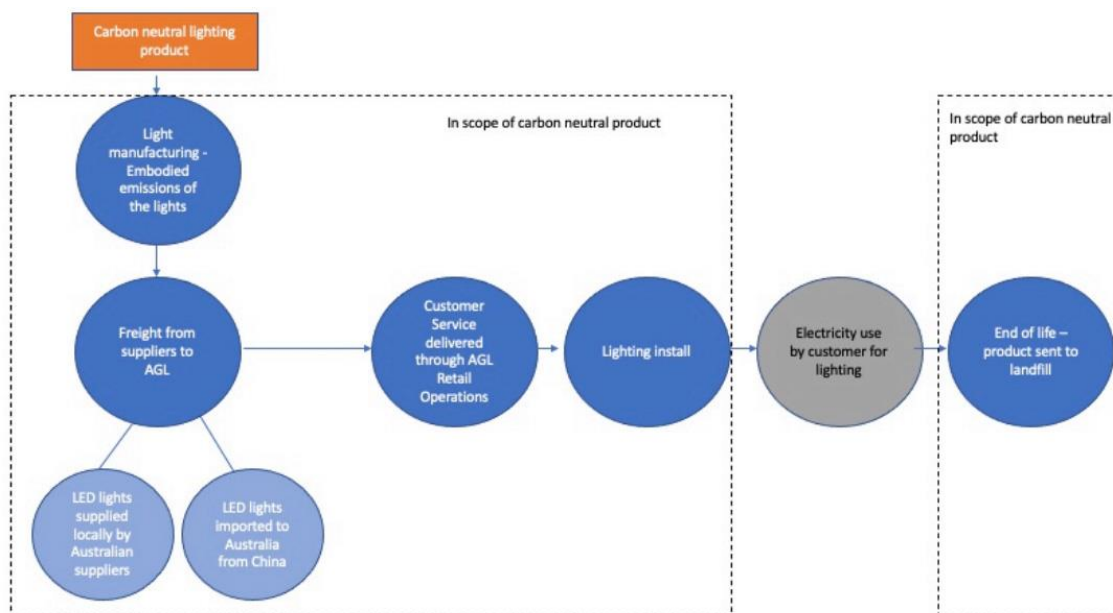 Carbon neutral lighting
product
In scope of carbon neutral product
In scope of carbon neutral
product
Light
manufacturing -
Embodied
emissions of
the lights
Freight from
suppliers to
AGL
Customer
Service
delivered
through AGL
Retail
Operations
Lighting install
Electricity use
by customer for
lighting
End of life –
product sent to
landfill
LED lights
supplied
locally by
Australian
suppliers
LED lights
imported to
Australia
from China